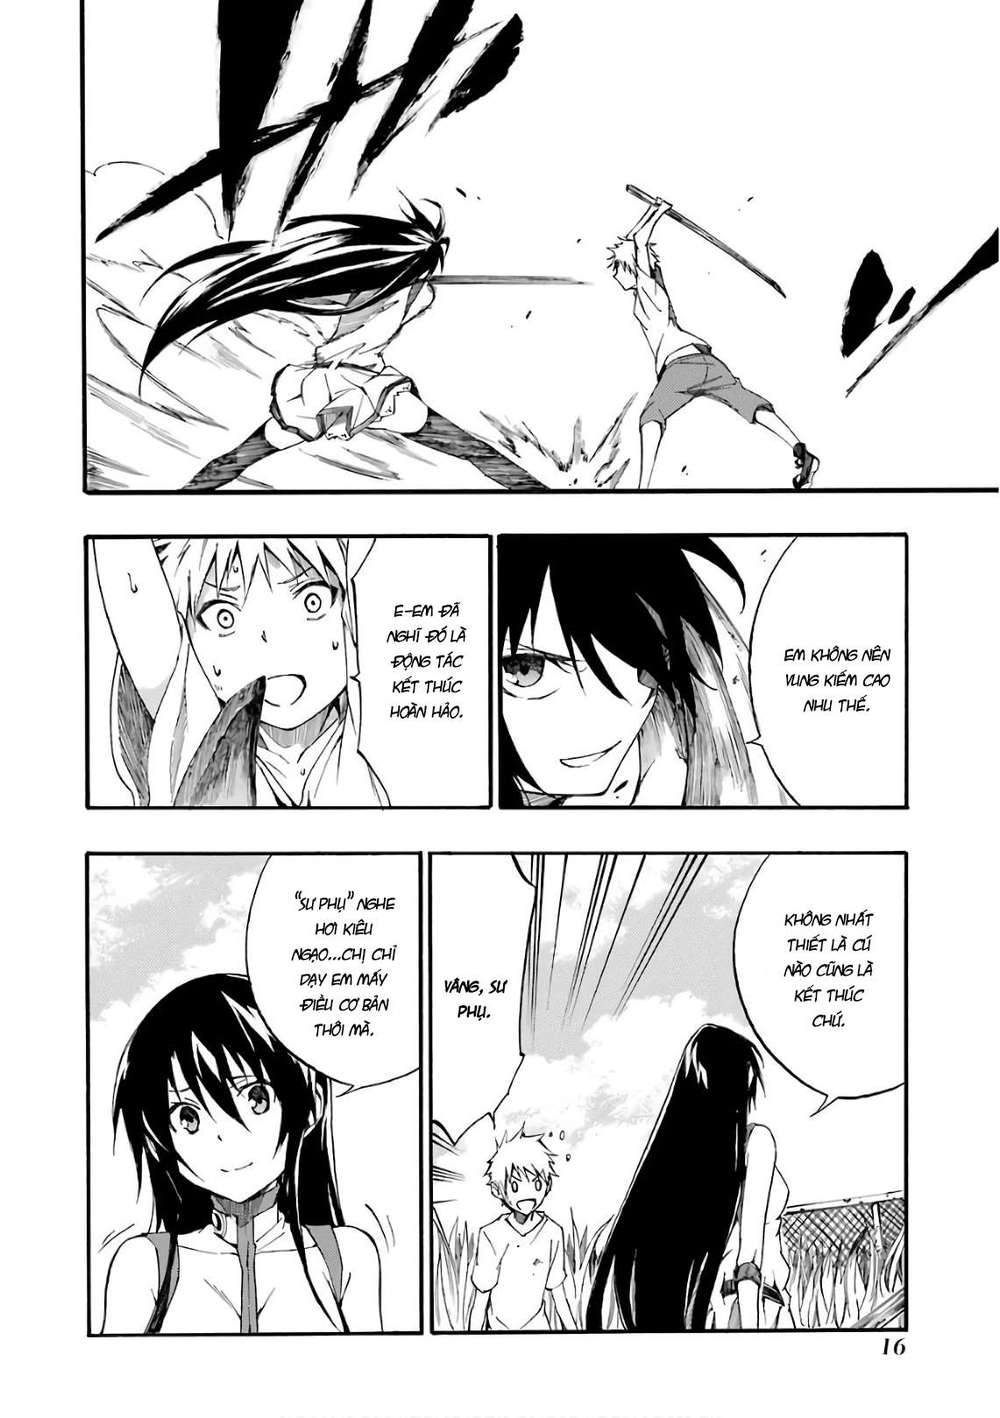 EM KHÔNG NÊN
VUNG KIẾM CAO
NHƯ THẾ.
E-EM ĐÃ
NGHĨ ĐÓ LÀ
ĐỘNG TÁC
KẾT THÚC
HOÀN HẢO.
KHÔNG NHẤT
THIẾT LÀ CÚ
NÀO CŨNG LÀ
KẾT THÚC
CHỨ.
VÂNG, SƯ
PHỤ.
"SƯ PHỤ" NGHE
HƠI KIÊU
NGẠO...CHỊ CHỈ
DẠY EM MẤY
ĐIỀU CƠ BẢN
THÔI MÀ.
16